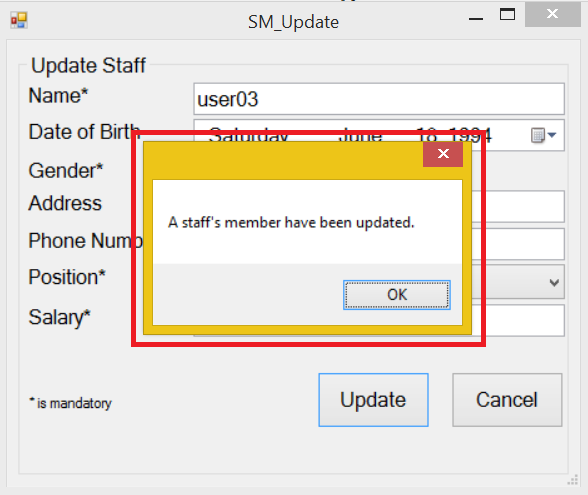 SM_Update
Update Staff
Name*
user03
Date of Birth
Saturday June 18 1994
Gender*
A staff's member have been updated.
Address
Phone Numb
Position*
OK
Salary*
* is mandatory
Update
Cancel